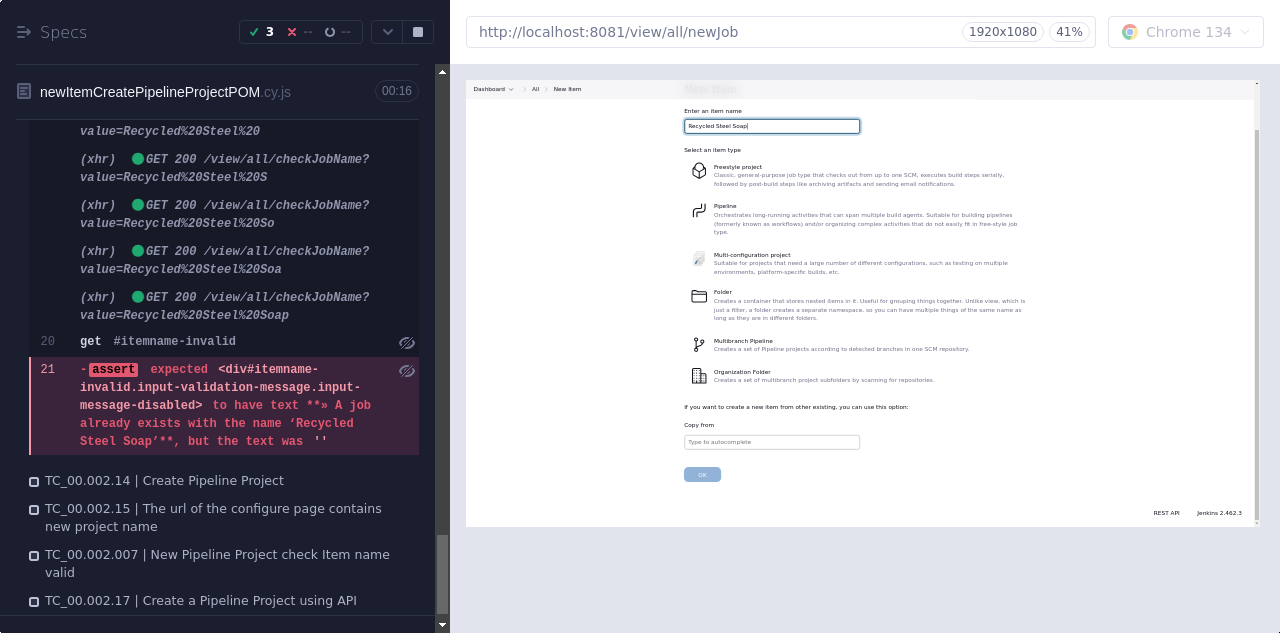 Specs
3
--
--
http://localhost:8081/view/all/newJob
1920x1080
41%
Chrome 134
newItemCreatePipelineProjectPOM.cy.js
00:16
value=Recycled%20Steel%20
(xhr) GET 200 /view/all/checkJobName?
value=Recycled%20Steel%20S
(xhr) GET 200 /view/all/checkJobName?
value=Recycled%20Steel%20So
(xhr) GET 200 /view/all/checkJobName?
value=Recycled%20Steel%20Soa
(xhr) GET 200 /view/all/checkJobName?
value=Recycled%20Steel%20Soap
20 get #itemname-invalid
21 -assert expected <div#itemname-
invalid.input-validation-message.input-
message-disabled> to have text **» A job
already exists with the name ‘Recycled
Steel Soap’**, but the text was ''
TC_00.002.14 | Create Pipeline Project
TC_00.002.15 | The url of the configure page contains
new project name
TC_00.002.007 | New Pipeline Project check Item name
valid
TC_00.002.17 | Create a Pipeline Project using API
Dashboard
All
New Item
New Item
Enter an item name
Recycled Steel Soap
Select an item type
Freestyle project
Classic, general-purpose job type that checks out from up to one SCM, executes build steps serially,
followed by post-build steps like archiving artifacts and sending email notifications.
Pipeline
Orchestrates long-running activities that can span multiple build agents. Suitable for building pipelines
(formerly known as workflows) and/or organizing complex activities that do not easily fit in free-style job
type.
Multi-configuration project
Suitable for projects that need a large number of different configurations, such as testing on multiple
environments, platform-specific builds, etc.
Folder
Creates a container that stores nested items in it. Useful for grouping things together. Unlike view, which is
just a filter, a folder creates a separate namespace, so you can have multiple things of the same name as
long as they are in different folders.
Multibranch Pipeline
Creates a set of Pipeline projects according to detected branches in one SCM repository.
Organization Folder
Creates a set of multibranch project subfolders by scanning for repositories.
If you want to create a new item from other existing, you can use this option:
Copy from
Type to autocomplete
OK
REST API
Jenkins 2.462.3